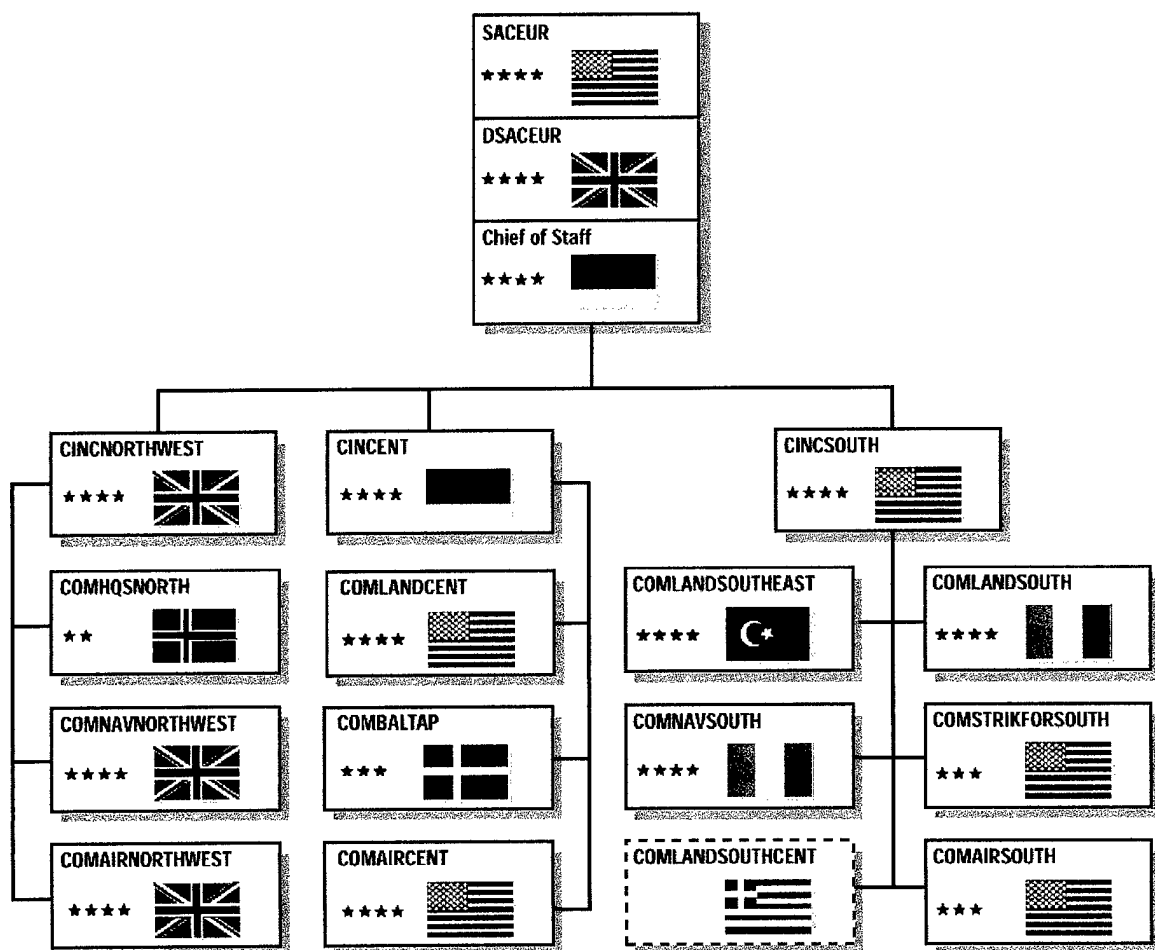 SACEUR
DSACEUR
Chief of Staff
CINCNORTHWEST
CINCENT
CINCSOUTH
COMHQSNORTH
COMLANDCENT
COMLANDSOUTHEAST
COMLANDSOUTH
COMNAVNORTHWEST
COMBALTAP
COMNAVSOUTH
COMSTRIKFORSOUTH
COMAIRNORTHWEST
COMAIRCENT
COMLANDSOUTHCENT
COMAIRSOUTH